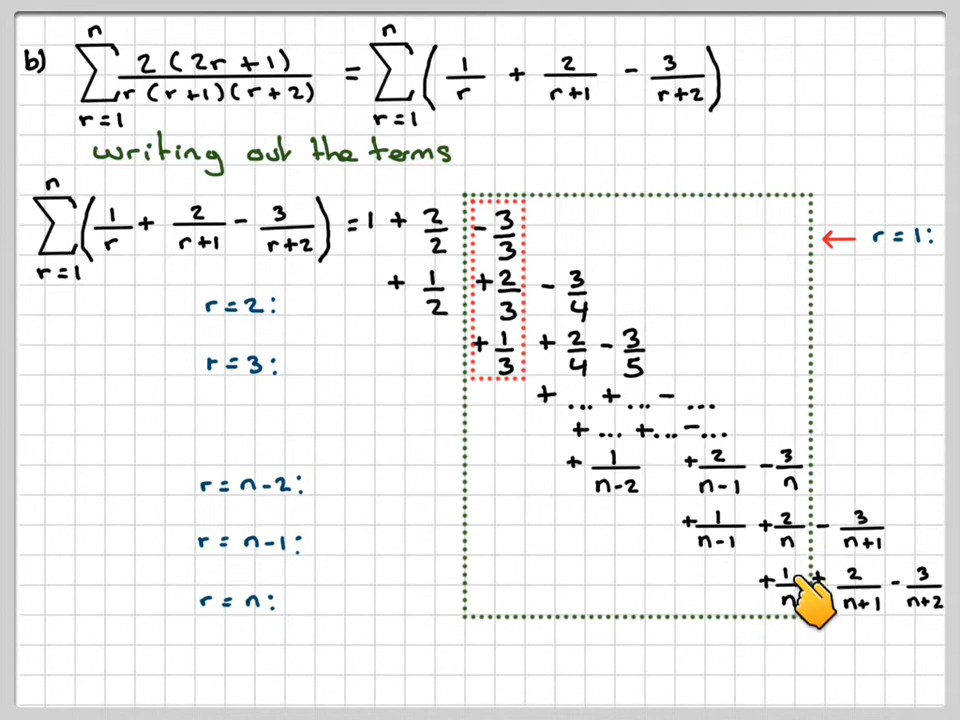 b) n∑r=1 2(2r+1)/r(r+1)(r+2) = n∑r=1 (1/r + 2/r+1 - 3/r+2)
writing out the terms
n∑r=1 (1/r + 2/r+1 - 3/r+2) = 1 + 2/2 - 3/3 ← r=1:
r=2: + 1/2 + 2/3 - 3/4
r=3: + 1/3 + 2/4 - 3/5
+ ... + ... - ...
+ ... + ... - ...
r=n-2: + 1/n-2 + 2/n-1 - 3/n
r=n-1: + 1/n-1 + 2/n - 3/n+1
r=n: + 1/n + 2/n+1 - 3/n+2